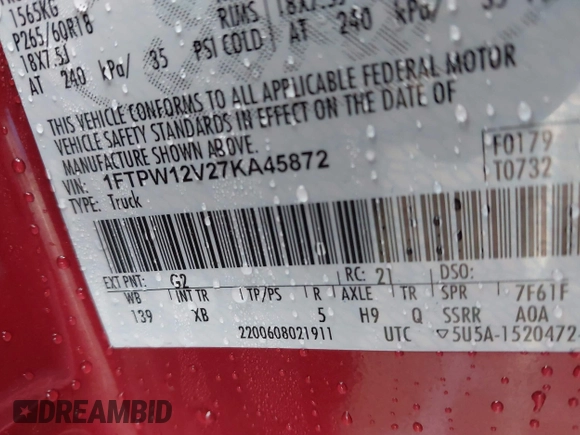 1565KG
P265/60R18
18X7.5J
AT 240 kPa/ 35 PSI COLD
RIMS 18X7.5J
AT 240 kPa/ 35
THIS VEHICLE CONFORMS TO ALL APPLICABLE FEDERAL MOTOR
VEHICLE SAFETY STANDARDS IN EFFECT ON THE DATE OF
MANUFACTURE SHOWN ABOVE.
VIN: 1FTPW12V27KA45872
TYPE: Truck
F0179
T0732
EXT PNT: G2 RC: 21 DSO:
WB INT TR TP/PS R AXLE TR SPR 7F61F
139 XB 5 H9 Q SSRR A0A
2200608021911 UTC ▽5U5A-1520472
DREAMBID